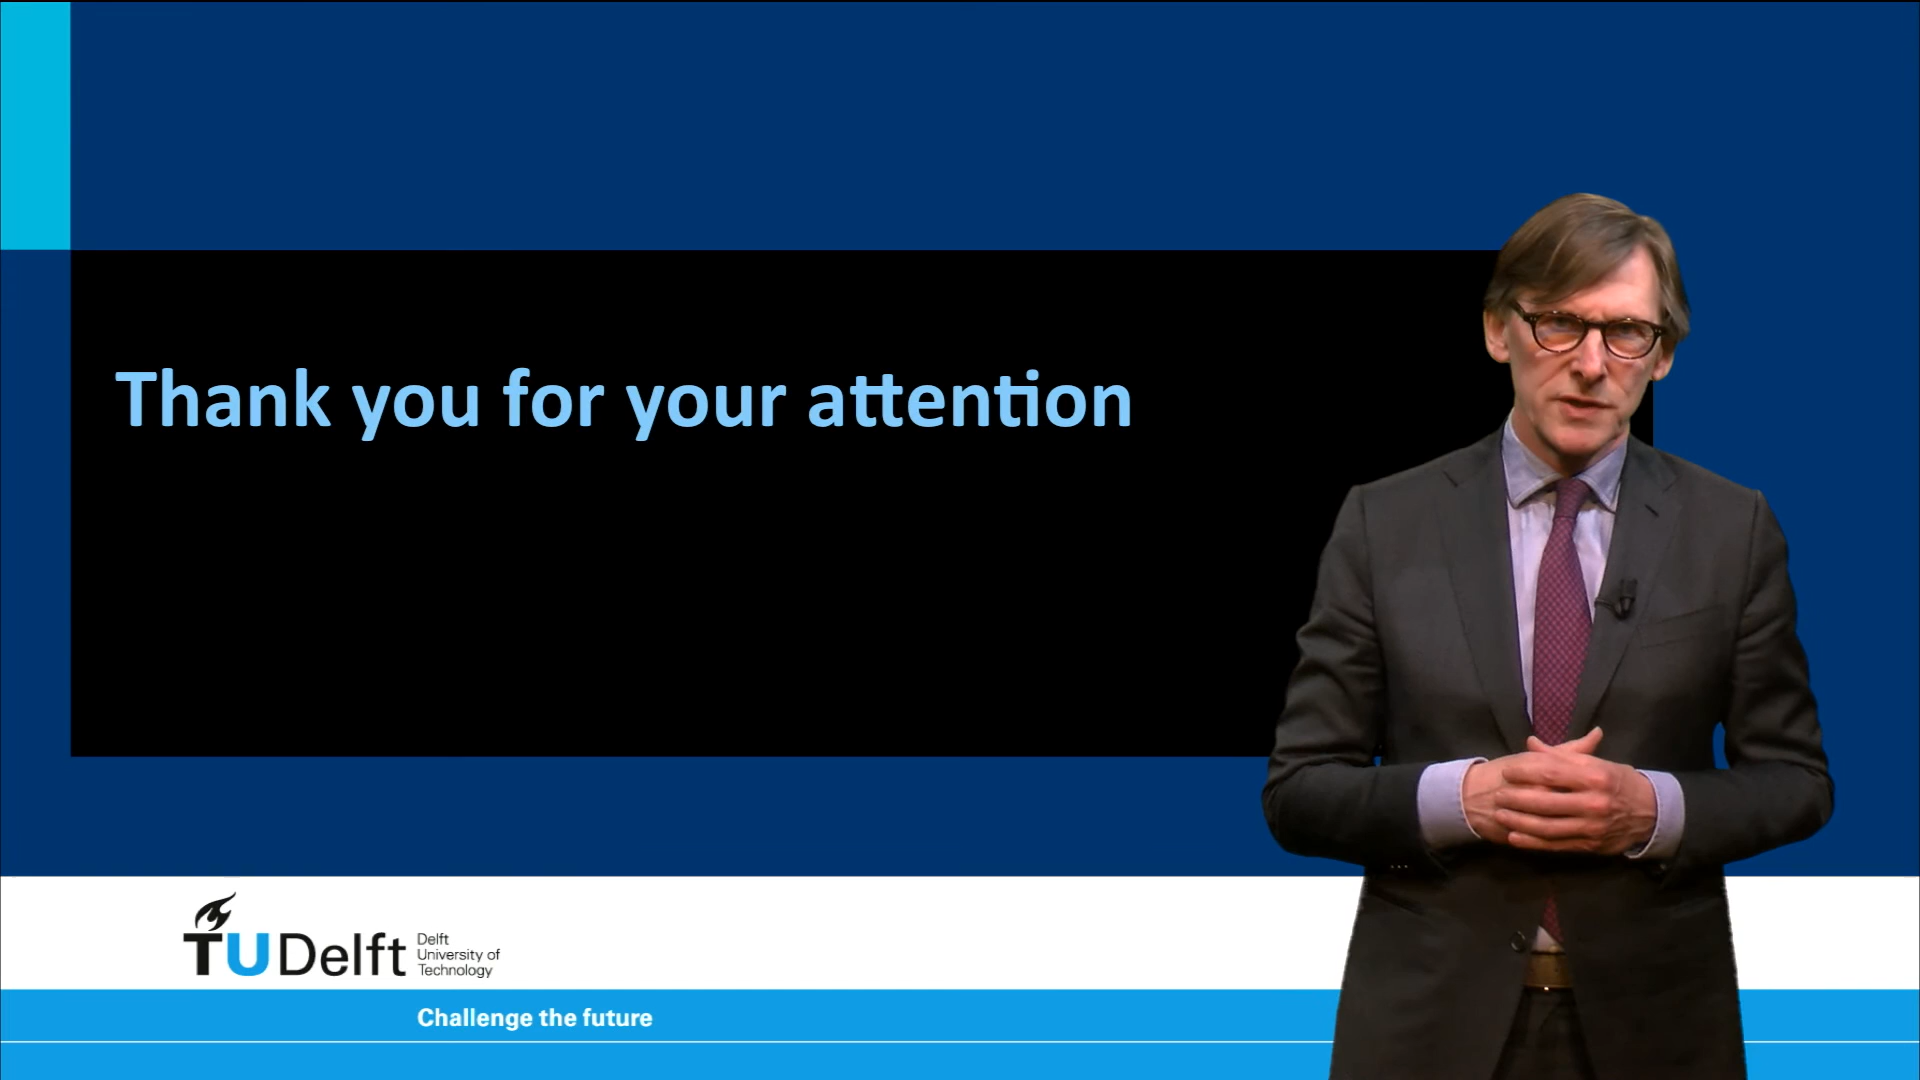 Thank you for your attention
TUDelft
Delft
University of
Technology
Challenge the future